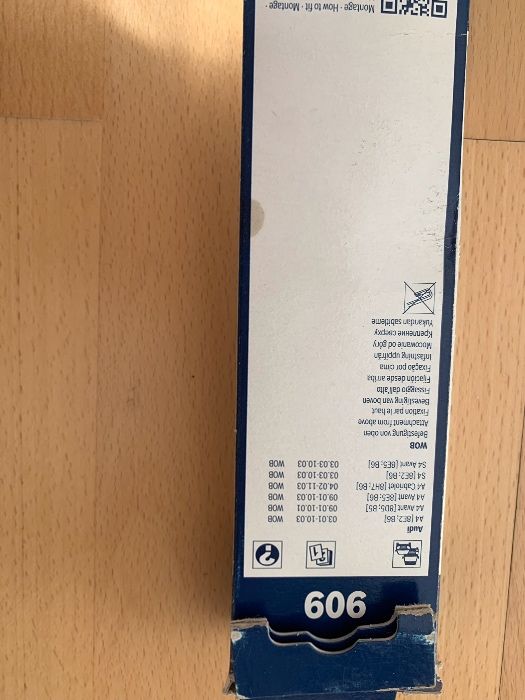 909
Audi
A4 [8E2; B6] 03.01-10.03 WOB
A4 Avant [8D5; B5] 09.01-10.01 WOB
A4 Avant [8E5; B6] 09.01-10.03 WOB
A4 Cabriolet [8H7; B6] 04.02-11.03 WOB
S4 [8E2; B6] 03.03-10.03 WOB
S4 Avant [8E5; B6] 03.03-10.03 WOB
WOB
Befestigung von oben
Attachment from above
Fixation par le haut
Bevestiging van boven
Fissaggio dall'alto
Fijación desde arriba
Fixação por cima
Infästning uppifrån
Mocowanie od góry
Крепление сверху
Yukarıdan sabitleme
Montage · How to fit · Montage ·